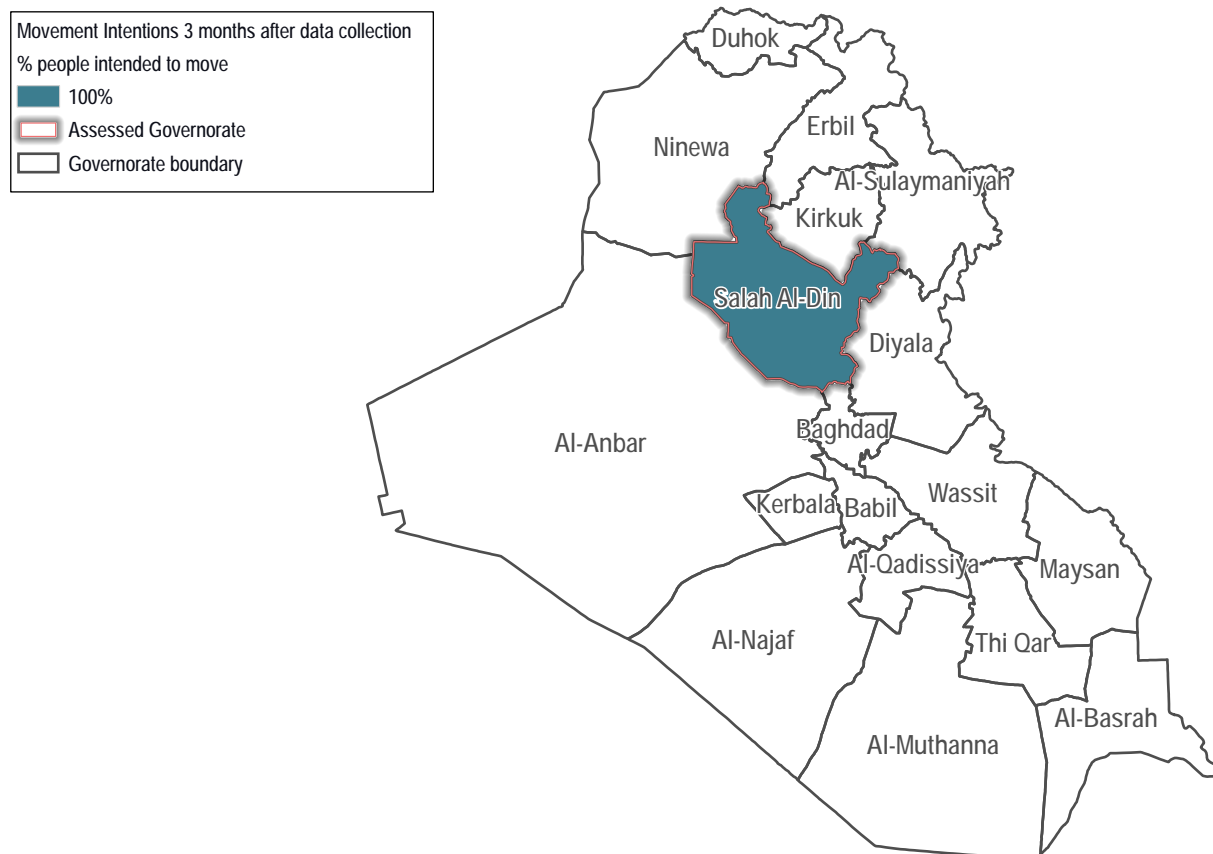 Movement Intentions 3 months after data collection
% people intended to move
100%
Assessed Governorate
Governorate boundary
Duhok
Erbil
Ninewa
Al-Sulaymaniyah
Kirkuk
Salah Al-Din
Diyala
Baghdad
Al-Anbar
Wassit
Kerbala
Babil
Al-Qadissiya
Maysan
Al-Najaf
Thi Qar
Al-Basrah
Al-Muthanna